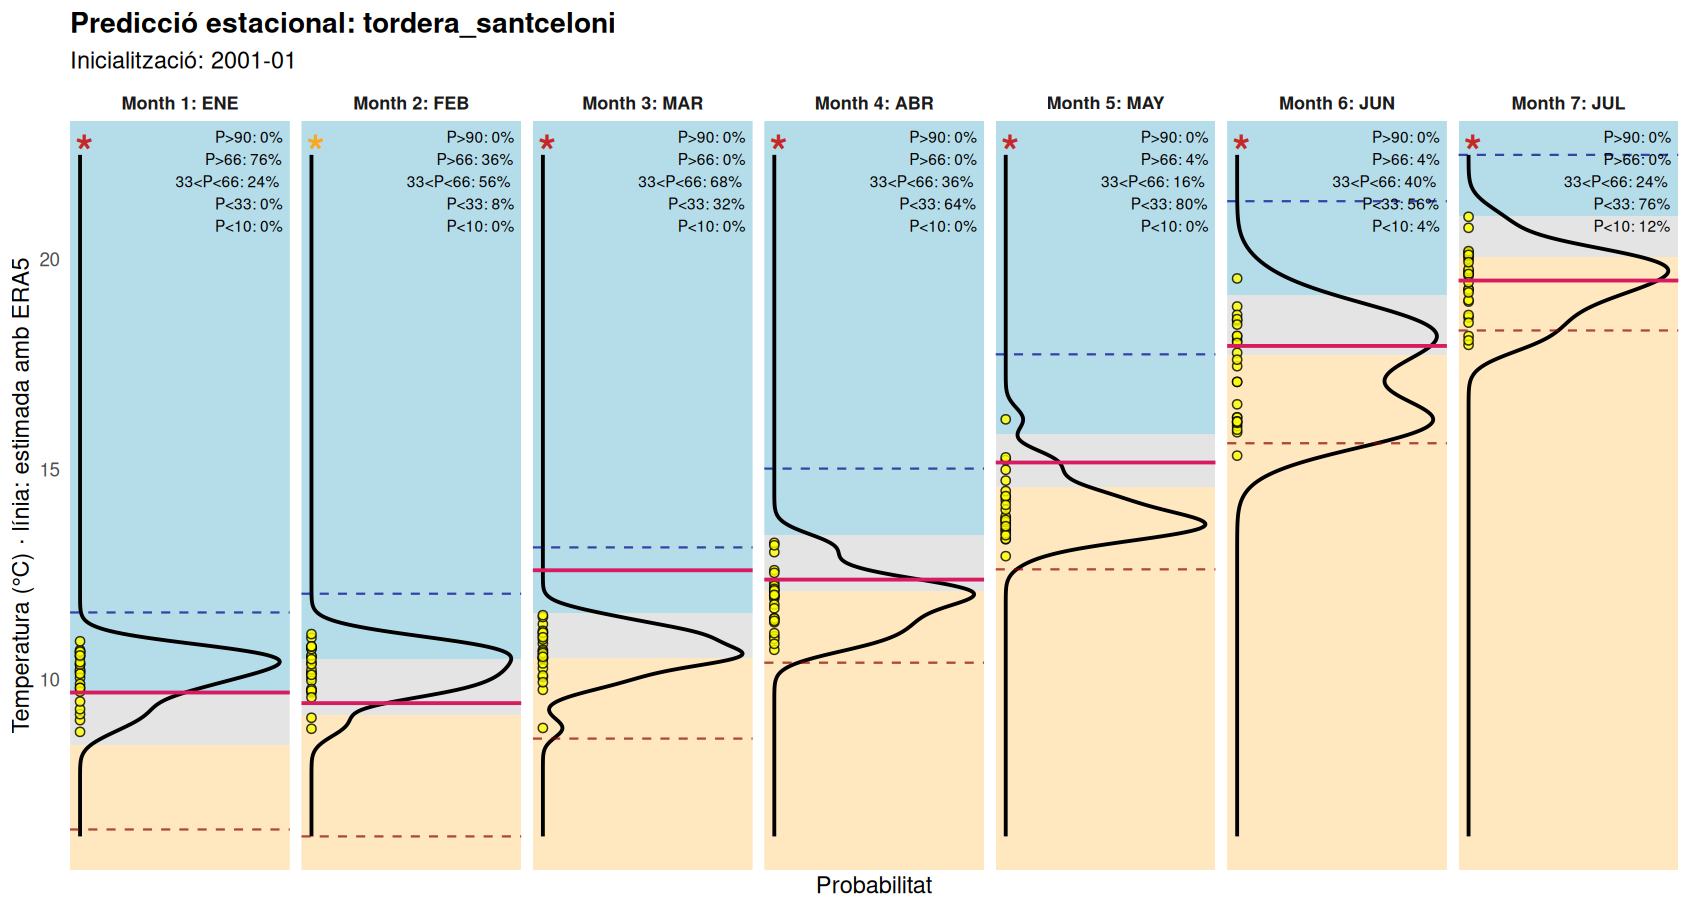 Predicció estacional: tordera_santceloni
Inicialització: 2001-01
Month 1: ENE
Month 2: FEB
Month 3: MAR
Month 4: ABR
Month 5: MAY
Month 6: JUN
Month 7: JUL
*
P>90: 0%
P>66: 76%
33<P<66: 24%
P<33: 0%
P<10: 0%
*
P>90: 0%
P>66: 36%
33<P<66: 56%
P<33: 8%
P<10: 0%
*
P>90: 0%
P>66: 0%
33<P<66: 68%
P<33: 32%
P<10: 0%
*
P>90: 0%
P>66: 0%
33<P<66: 36%
P<33: 64%
P<10: 0%
*
P>90: 0%
P>66: 4%
33<P<66: 16%
P<33: 80%
P<10: 0%
*
P>90: 0%
P>66: 4%
33<P<66: 40%
P<33: 56%
P<10: 4%
*
P>90: 0%
P>66: 0%
33<P<66: 24%
P<33: 76%
P<10: 12%
20
15
10
Temperatura (°C) · línia: estimada amb ERA5
Probabilitat